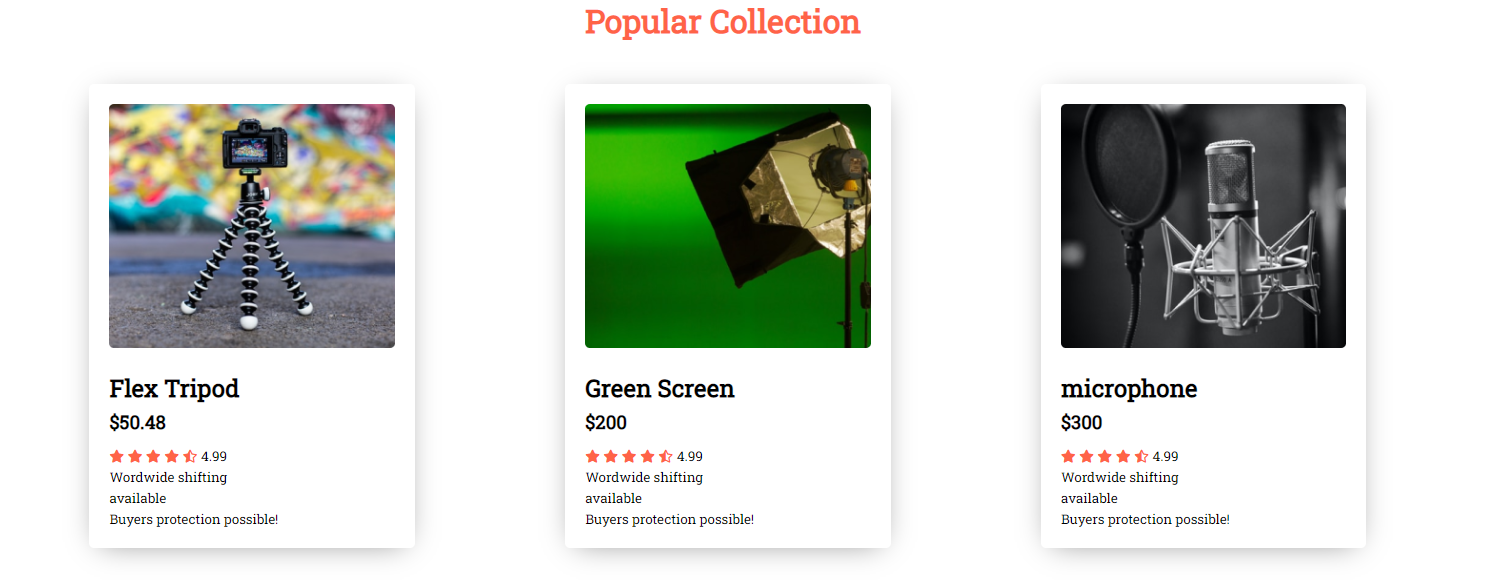 Popular Collection
Flex Tripod
$50.48
4.99
Wordwide shifting
available
Buyers protection possible!
Green Screen
$200
4.99
Wordwide shifting
available
Buyers protection possible!
microphone
$300
4.99
Wordwide shifting
available
Buyers protection possible!